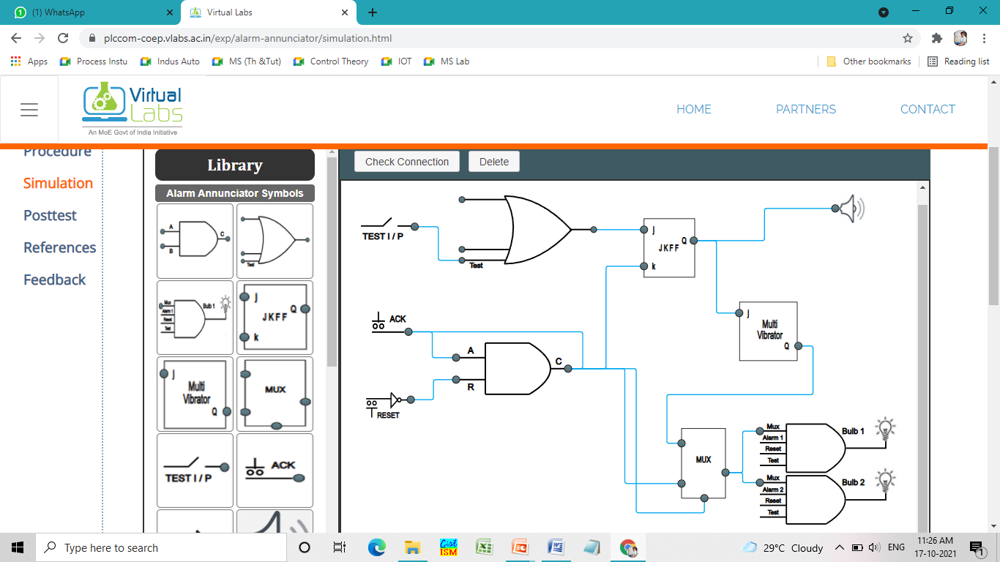 (1) WhatsApp
Virtual Labs
plccom-coep.vlabs.ac.in/exp/alarm-annunciator/simulation.html
Apps Process Instu Indus Auto MS (Th &Tut) Control Theory IOT MS Lab Other bookmarks Reading list
Virtual
Labs
An MoE Govt of India Initiative
HOME PARTNERS CONTACT
Procedure
Simulation
Posttest
References
Feedback
Library
Alarm Annunciator Symbols
A
B
C
Test
Mux
Alarm 1
Reset
Test
Bub 1
j
Q
JKFF
k
j
Multi
Vibrator
Q
MUX
TEST I / P
ACK
Check Connection Delete
TEST I / P
Test
j
Q
JKFF
k
ACK
A
C
R
RESET
j
Multi
Vibrator
Q
MUX
Mux
Alarm 1
Reset
Test
Bulb 1
Mux
Alarm 2
Reset
Test
Bulb 2
Type here to search
Cist
ISM
29°C Cloudy
ENG
11:26 AM
17-10-2021
1